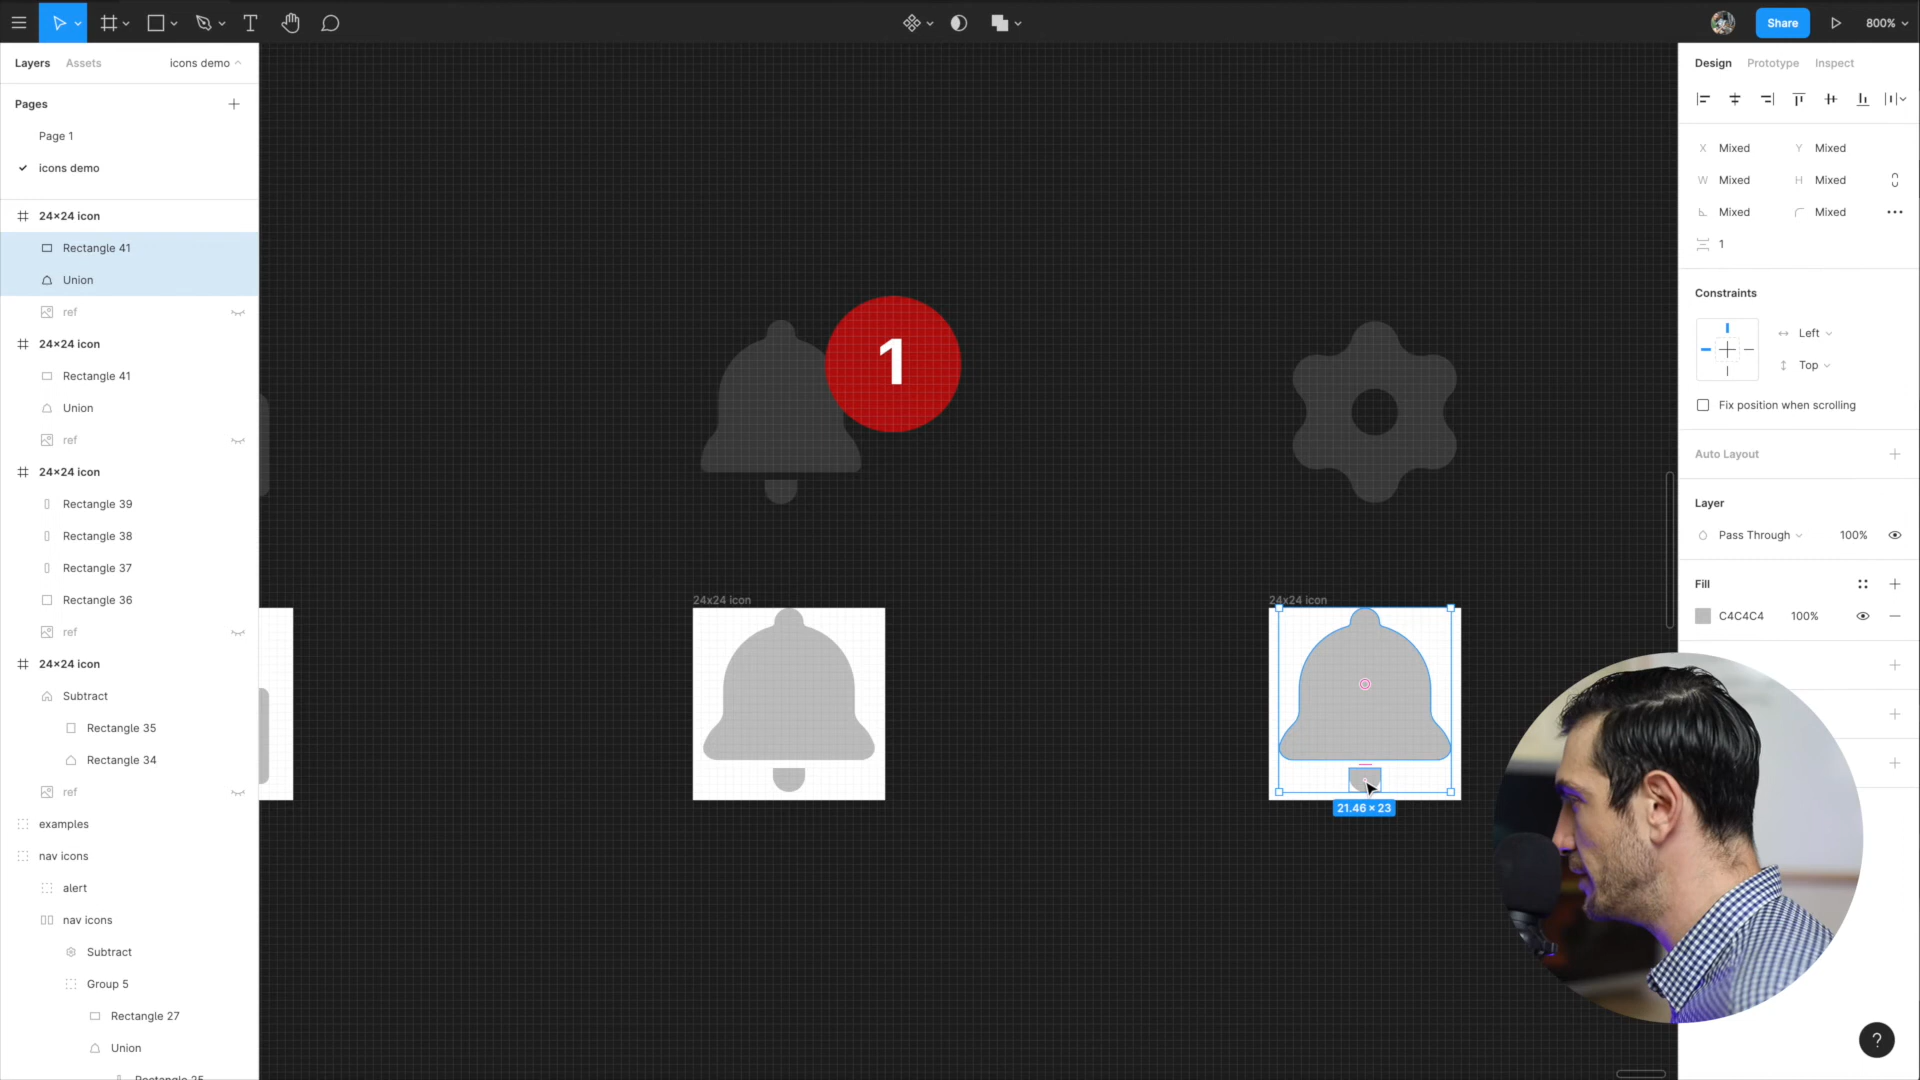 Share
800%
Layers
Assets
icons demo
Design
Prototype
Inspect
Pages
Page 1
icons demo
24×24 icon
Rectangle 41
Union
ref
24×24 icon
Rectangle 41
Union
ref
24×24 icon
Rectangle 39
Rectangle 38
Rectangle 37
Rectangle 36
ref
24×24 icon
Subtract
Rectangle 35
Rectangle 34
ref
examples
nav icons
alert
nav icons
Subtract
Group 5
Rectangle 27
Union
Rectangle 25
1
24x24 icon
24x24 icon
21.46 × 23
X Mixed
Y Mixed
W Mixed
H Mixed
Mixed
Mixed
1
Constraints
Left
Top
Fix position when scrolling
Auto Layout
Layer
Pass Through
100%
Fill
C4C4C4
100%
?